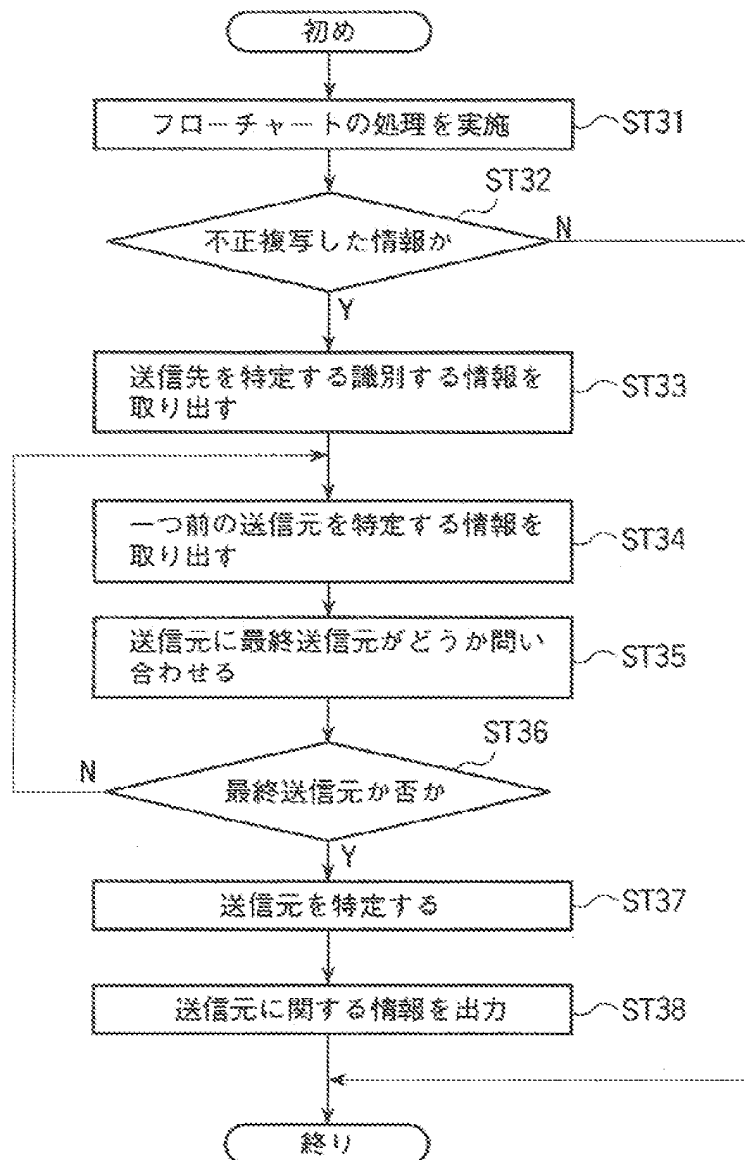 初め
フローチャートの処理を実施
ST31
ST32
不正複写した情報か
N
Y
送信先を特定する識別する情報を
取り出す
ST33
一つ前の送信元を特定する情報を
取り出す
ST34
送信元に最終送信元がどうか問い
合わせる
ST35
ST36
N
最終送信元か否か
Y
送信元を特定する
ST37
送信元に関する情報を出力
ST38
終り